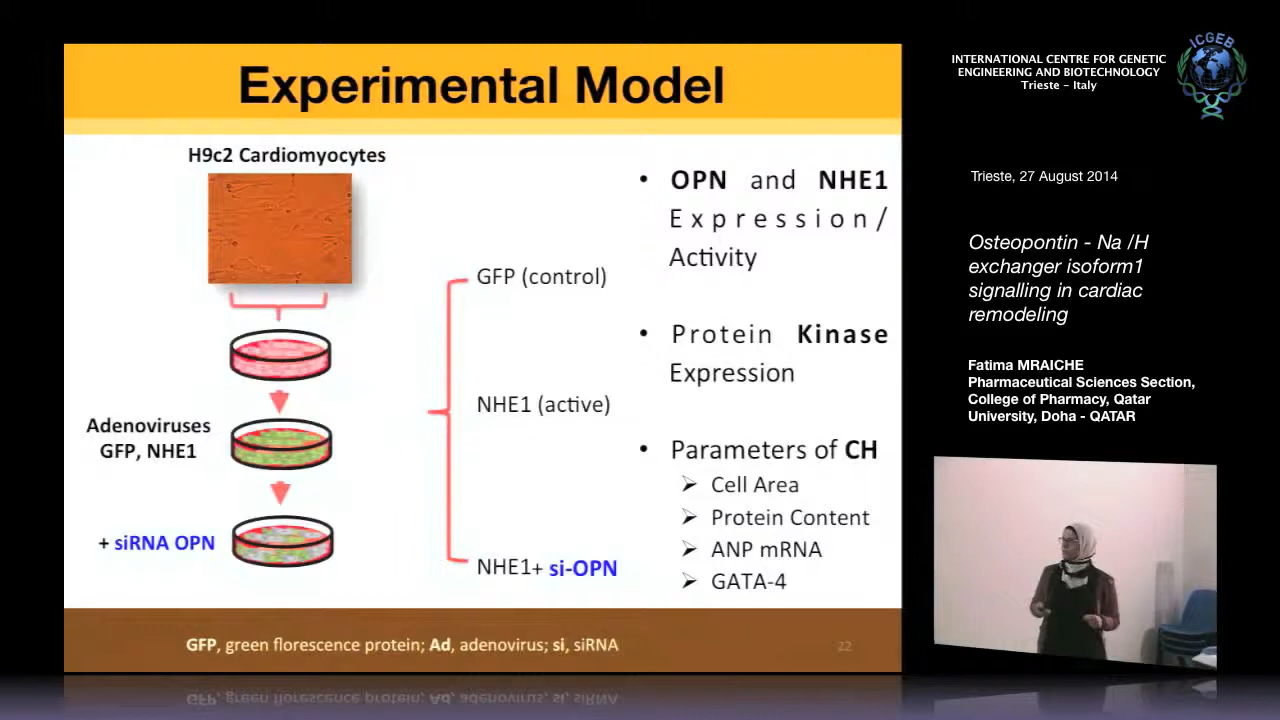 Experimental Model
H9c2 Cardiomyocytes
Adenoviruses
GFP, NHE1
+ siRNA OPN
GFP (control)
NHE1 (active)
NHE1+ si-OPN
• OPN and NHE1
Expression/
Activity
• Protein Kinase
Expression
• Parameters of CH
➢ Cell Area
➢ Protein Content
➢ ANP mRNA
➢ GATA-4
GFP, green florescence protein; Ad, adenovirus; si, siRNA
22
INTERNATIONAL CENTRE FOR GENETIC
ENGINEERING AND BIOTECHNOLOGY
Trieste - Italy
ICGEB
Trieste, 27 August 2014
Osteopontin - Na /H
exchanger isoform1
signalling in cardiac
remodeling
Fatima MRAICHE
Pharmaceutical Sciences Section,
College of Pharmacy, Qatar
University, Doha - QATAR